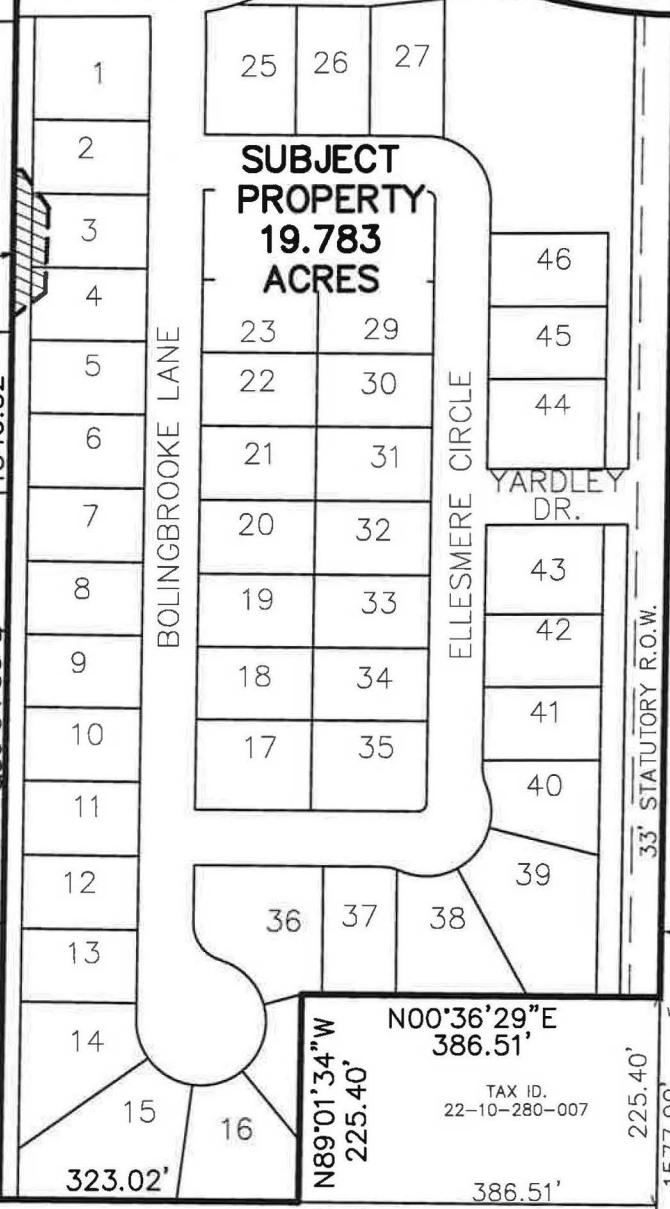 1
2
3
4
5
6
7
8
9
10
11
12
13
14
15
16
323.02'
BOLINGBROOKE LANE
25 26 27
SUBJECT
PROPERTY
19.783
ACRES
23 29
22 30
21 31
20 32
19 33
18 34
17 35
36 37 38 39
ELLESMERE CIRCLE
46
45
44
YARDLEY
DR.
43
42
41
40
33' STATUTORY R.O.W.
N00°36'29"E
386.51'
N89°01'34"W
225.40'
TAX ID.
22-10-280-007
225.40'
386.51'